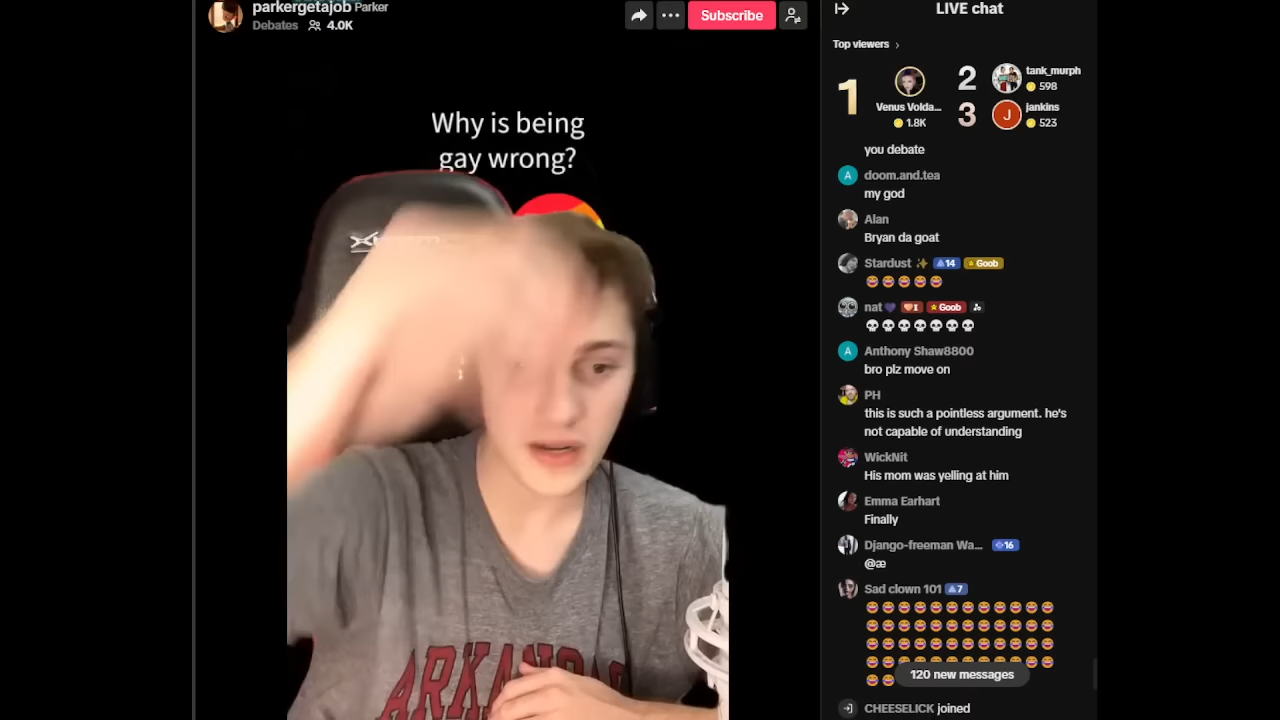 parkergetajob Parker
Debates 4.0K
Subscribe
Why is being
gay wrong?
ARKANSAS
LIVE chat
Top viewers
1
Venus Volda...
1.8K
2
tank_murph
598
3
J
jankins
523
you debate
A
doom.and.tea
my god
Alan
Bryan da goat
Stardust 14 Goob
😂😂😂😂😂
nat💜 I Goob
💀💀💀💀💀💀💀
A
Anthony Shaw8800
bro plz move on
PH
this is such a pointless argument. he's
not capable of understanding
WickNit
His mom was yelling at him
Emma Earhart
Finally
Django-freeman Wa... 16
@æ
Sad clown 101 7
120 new messages
CHEESELICK joined